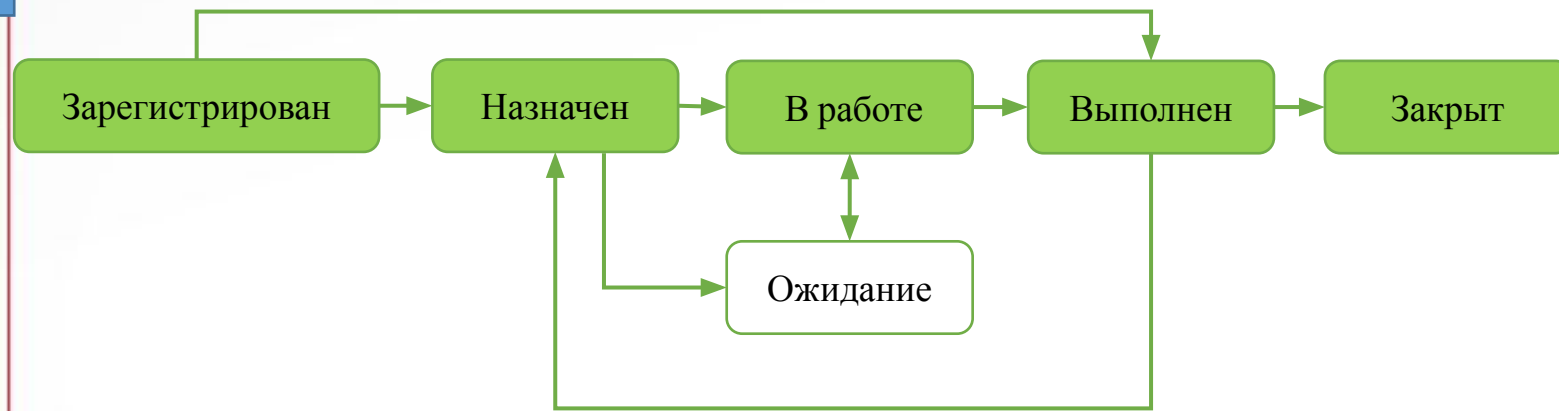 Зарегистрирован
Назначен
В работе
Выполнен
Закрыт
Ожидание